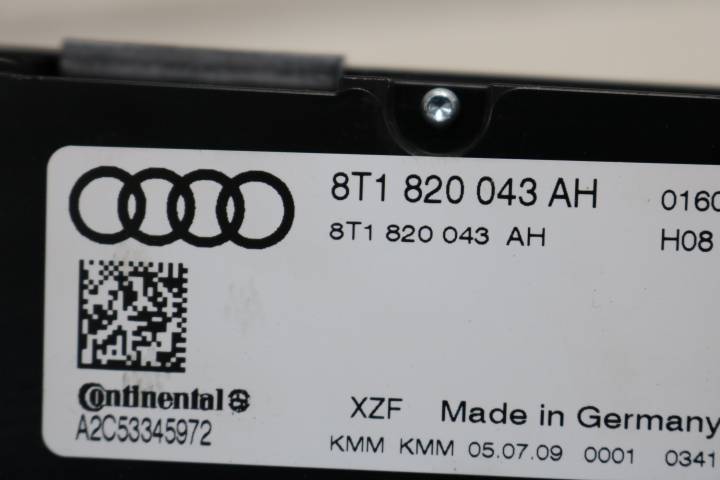 8T1 820 043 AH 0160
8T1 820 043 AH H08
Continental
A2C53345972
XZF Made in Germany
KMM KMM 05.07.09 0001 0341